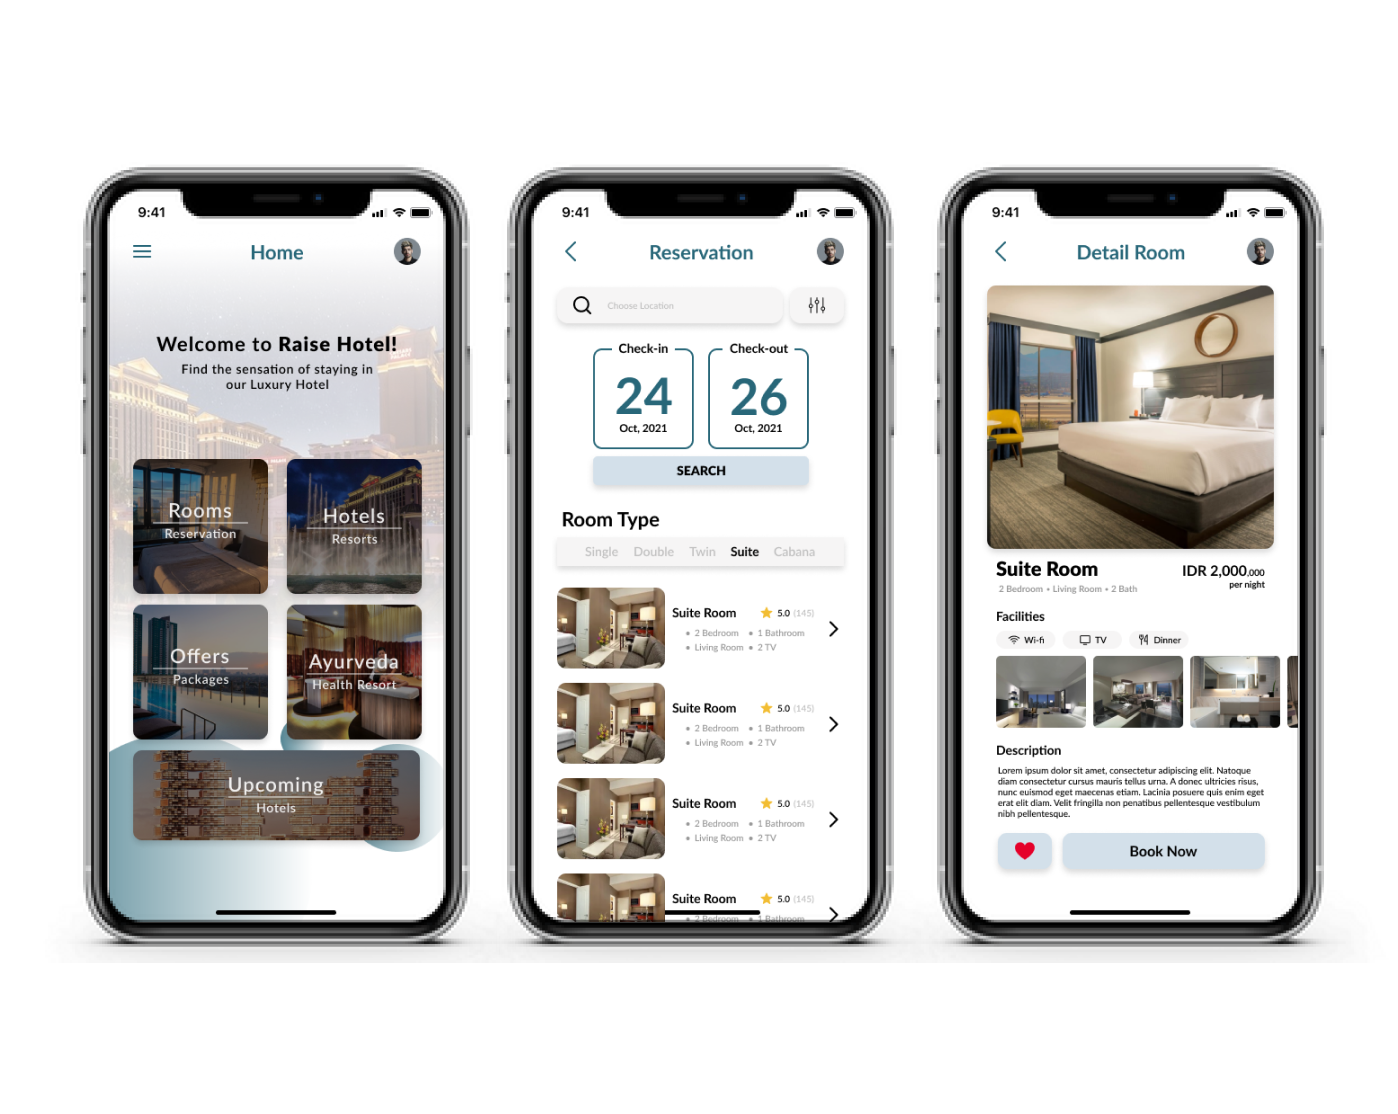 9:41
Home
Welcome to Raise Hotel!
Find the sensation of staying in
our Luxury Hotel
Rooms
Reservation
Hotels
Resorts
Offers
Packages
Ayurveda
Health Resort
Upcoming
Hotels
9:41
Reservation
Choose Location
Check-in
24
Oct, 2021
Check-out
26
Oct, 2021
SEARCH
Room Type
Single Double Twin Suite Cabana
Suite Room 5.0 (145)
• 2 Bedroom • 1 Bathroom
• Living Room • 2 TV
Suite Room 5.0 (145)
• 2 Bedroom • 1 Bathroom
• Living Room • 2 TV
Suite Room 5.0 (145)
• 2 Bedroom • 1 Bathroom
• Living Room • 2 TV
Suite Room 5.0 (145)
• 2 Bedroom • 1 Bathroom
9:41
Detail Room
Suite Room IDR 2,000,000
2 Bedroom • Living Room • 2 Bath per night
Facilities
Wi-fi TV Dinner
Description
Lorem ipsum dolor sit amet, consectetur adipiscing elit. Natoque
diam consectetur cursus mauris tellus urna. A donec ultricies risus,
nunc euismod eget maecenas etiam. Lacinia posuere quis enim eget
erat elit diam. Velit fringilla non penatibus pellentesque vestibulum
nibh pellentesque.
Book Now